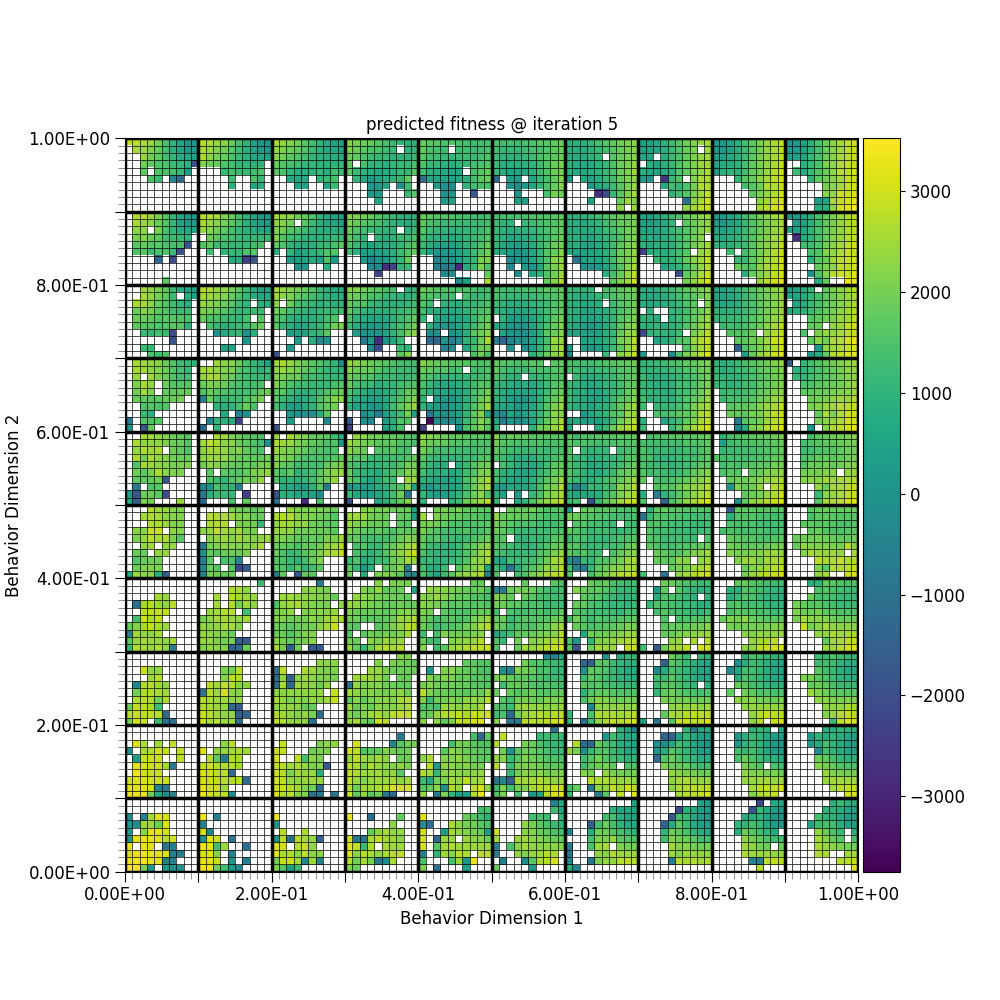 predicted fitness @ iteration 5
1.00E+00
8.00E-01
6.00E-01
4.00E-01
2.00E-01
0.00E+00
Behavior Dimension 2
0.00E+00 2.00E-01 4.00E-01 6.00E-01 8.00E-01 1.00E+00
Behavior Dimension 1
3000
2000
1000
0
−1000
−2000
−3000